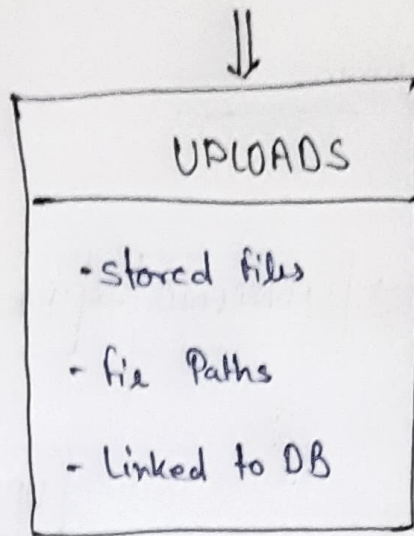 UPLOADS
- stored files
- file Paths
- Linked to DB